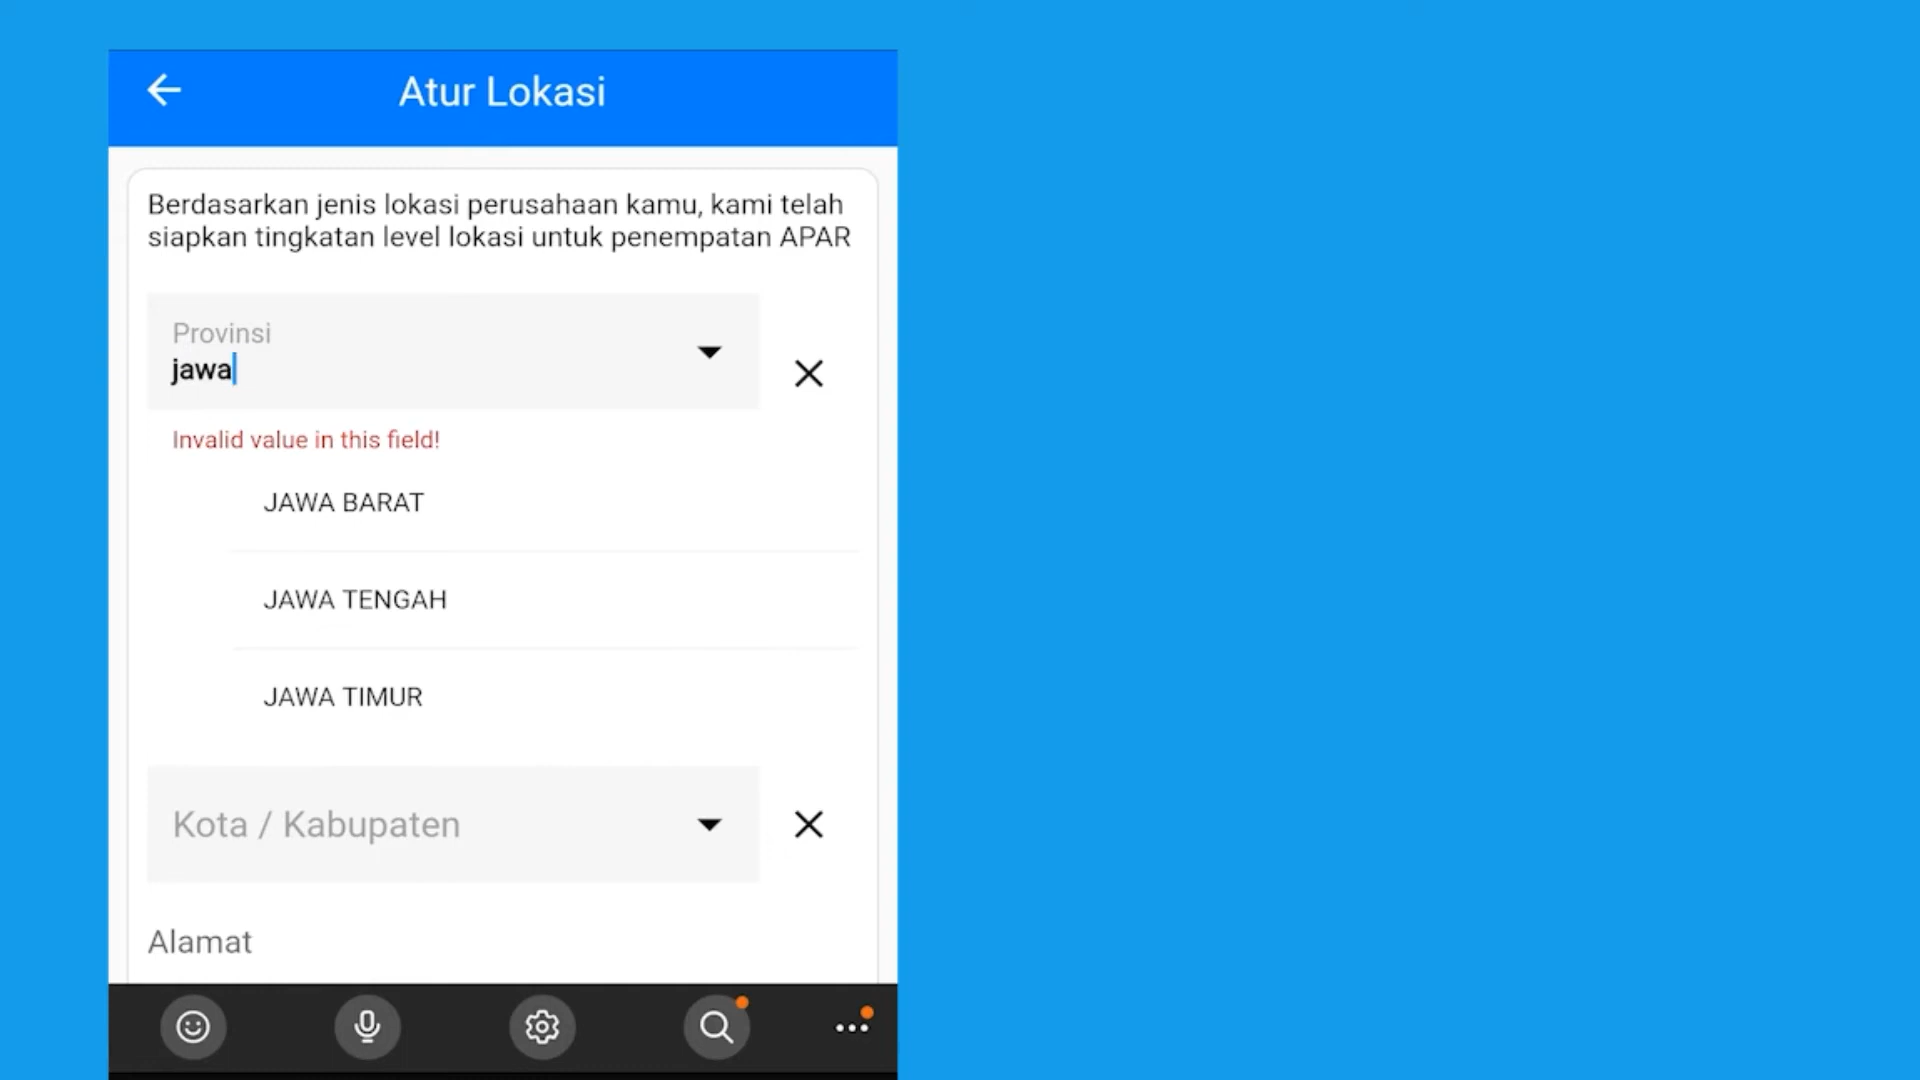 Atur Lokasi
Berdasarkan jenis lokasi perusahaan kamu, kami telah
siapkan tingkatan level lokasi untuk penempatan APAR
Provinsi
jawa
Invalid value in this field!
JAWA BARAT
JAWA TENGAH
JAWA TIMUR
Kota / Kabupaten
Alamat